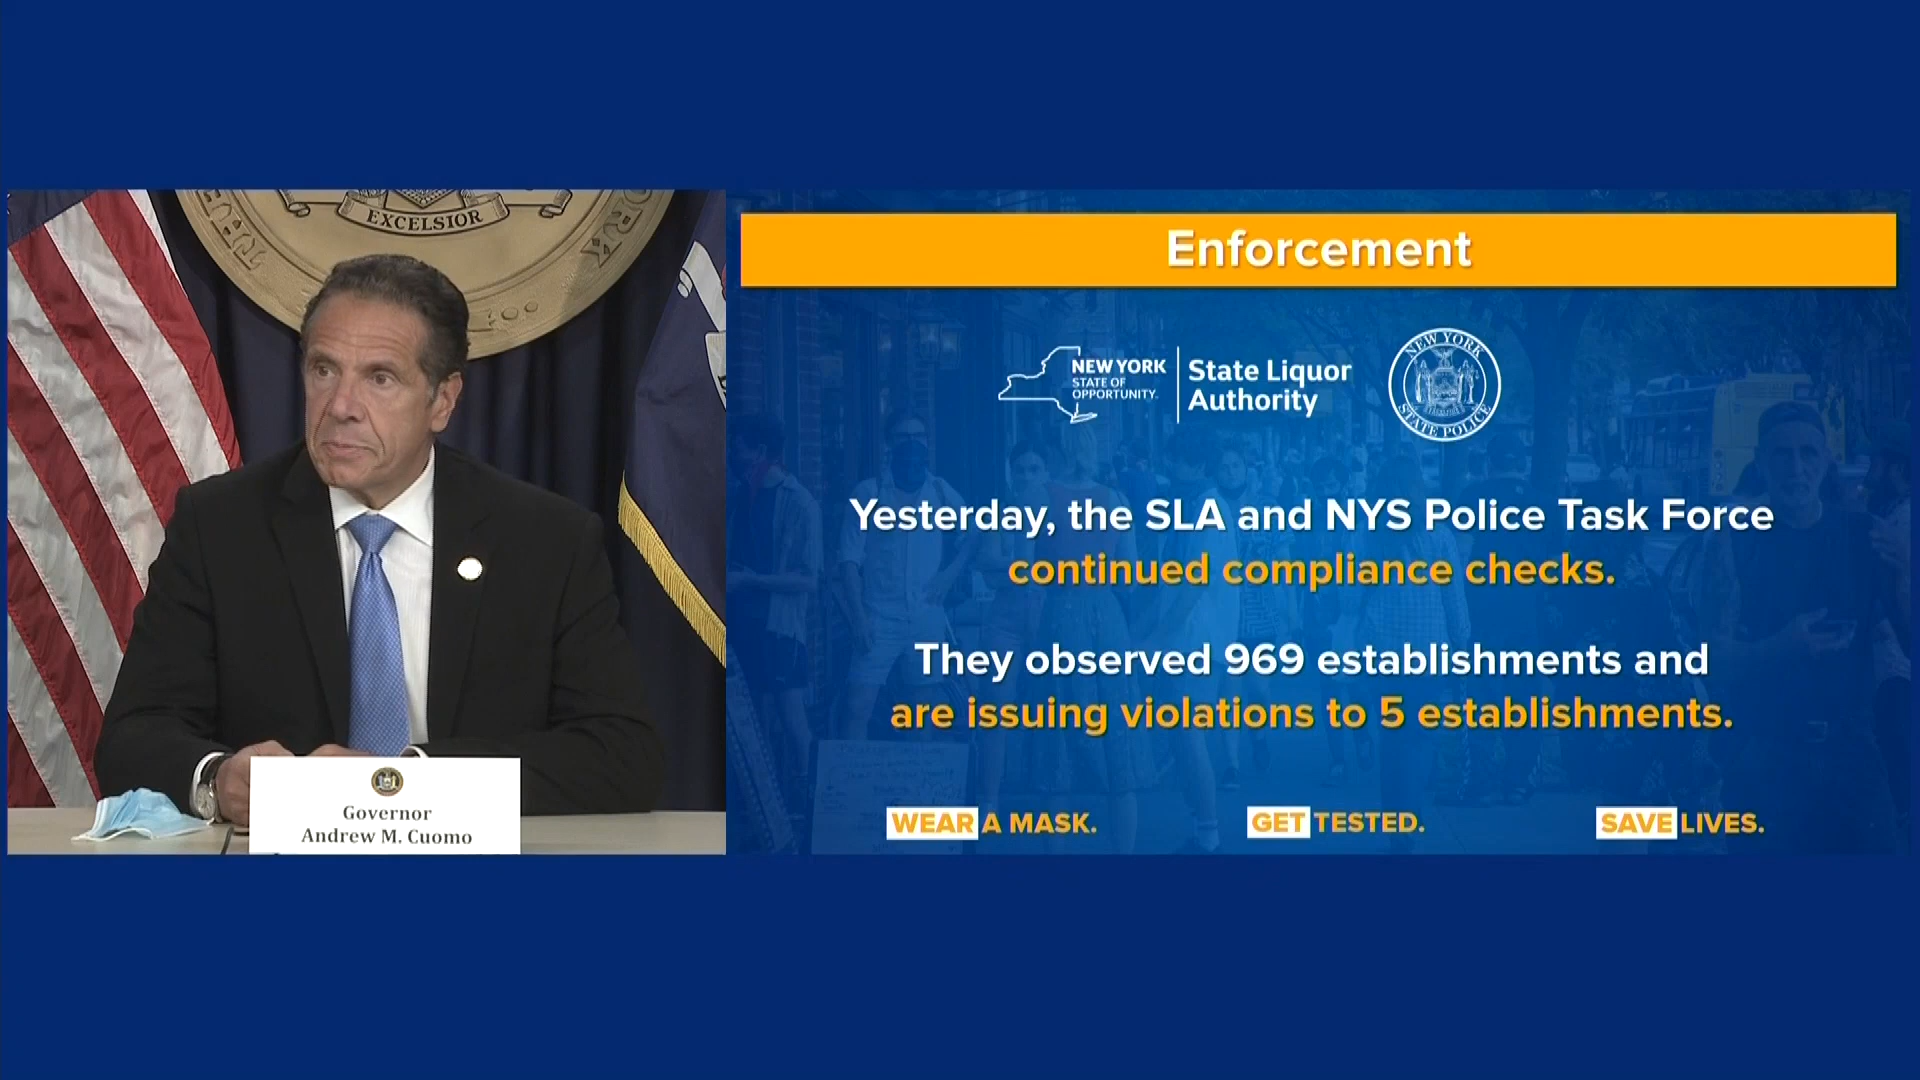 EXCELSIOR
Governor
Andrew M. Cuomo
Enforcement
NEW YORK
STATE OF
OPPORTUNITY.
State Liquor
Authority
NEW YORK
STATE POLICE
Yesterday, the SLA and NYS Police Task Force
continued compliance checks.
They observed 969 establishments and
are issuing violations to 5 establishments.
WEAR A MASK.
GET TESTED.
SAVE LIVES.